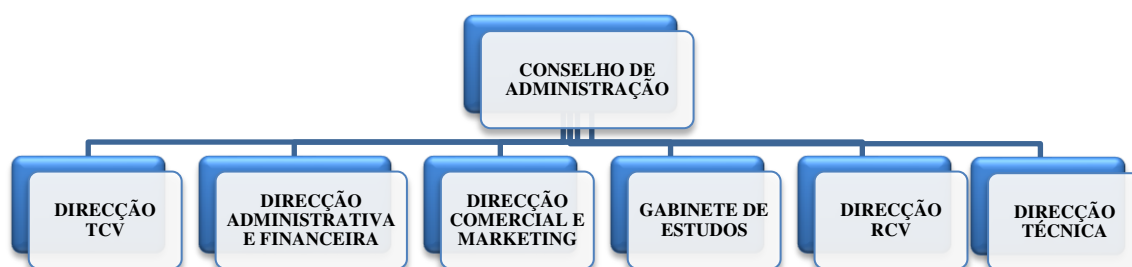 CONSELHO DE
ADMINISTRAÇÃO
DIRECÇÃO
TCV
DIRECÇÃO
ADMINISTRATIVA
E FINANCEIRA
DIRECÇÃO
COMERCIAL E
MARKETING
GABINETE DE
ESTUDOS
DIRECÇÃO
RCV
DIRECÇÃO
TÉCNICA